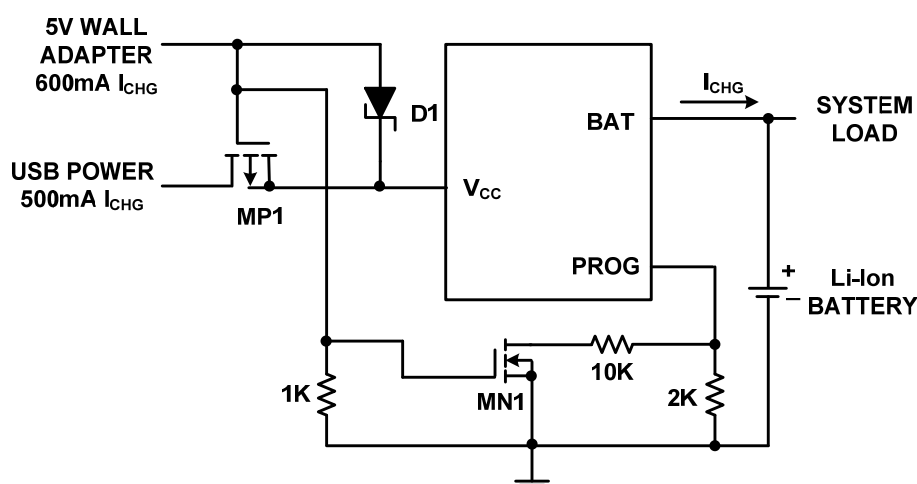 5V WALL
ADAPTER
600mA ICHG
D1
USB POWER
500mA ICHG
MP1
VCC
BAT
PROG
ICHG
SYSTEM
LOAD
+
Li-Ion
–
BATTERY
1K
MN1
10K
2K